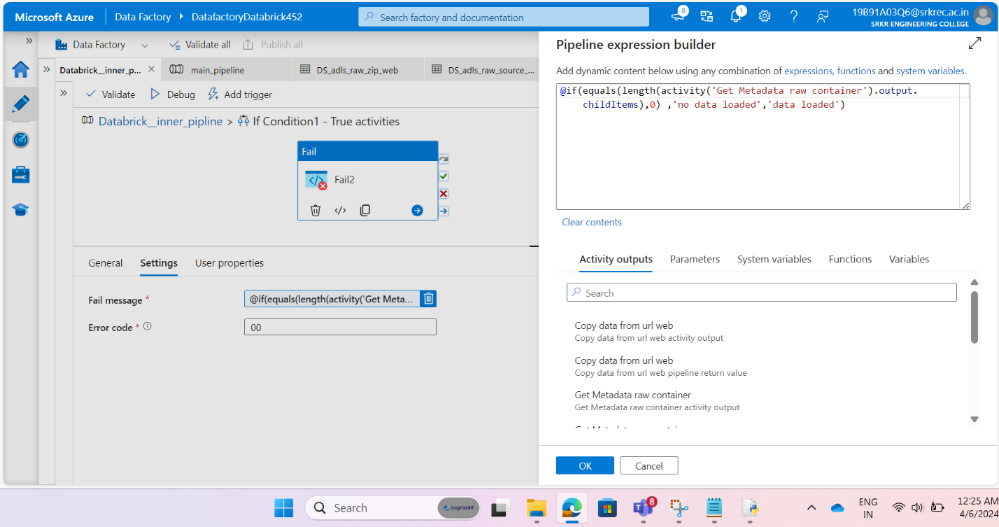 Microsoft Azure
Data Factory
DatafactoryDatabrick452
Search factory and documentation
8
1
19B91A03Q6@srkrec.ac.in
SRKR ENGINEERING COLLEGE
Data Factory
Validate all
Publish all
Databrick__inner_p...
main_pipeline
DS_adls_raw_zip_web
DS_adls_raw_source_...
Validate
Debug
Add trigger
Databrick__inner_pipline > If Condition1 - True activities
Fail
Fail2
General
Settings
User properties
Fail message *
@if(equals(length(activity('Get Meta...
Error code *
00
Pipeline expression builder
Add dynamic content below using any combination of expressions, functions and system variables.
@if(equals(length(activity('Get Metadata raw container').output.
childItems),0) ,'no data loaded','data loaded')
Clear contents
Activity outputs
Parameters
System variables
Functions
Variables
Search
Copy data from url web
Copy data from url web activity output
Copy data from url web
Copy data from url web pipeline return value
Get Metadata raw container
Get Metadata raw container activity output
OK
Cancel
Search
cognizant
8
ENG
IN
12:25 AM
4/6/2024